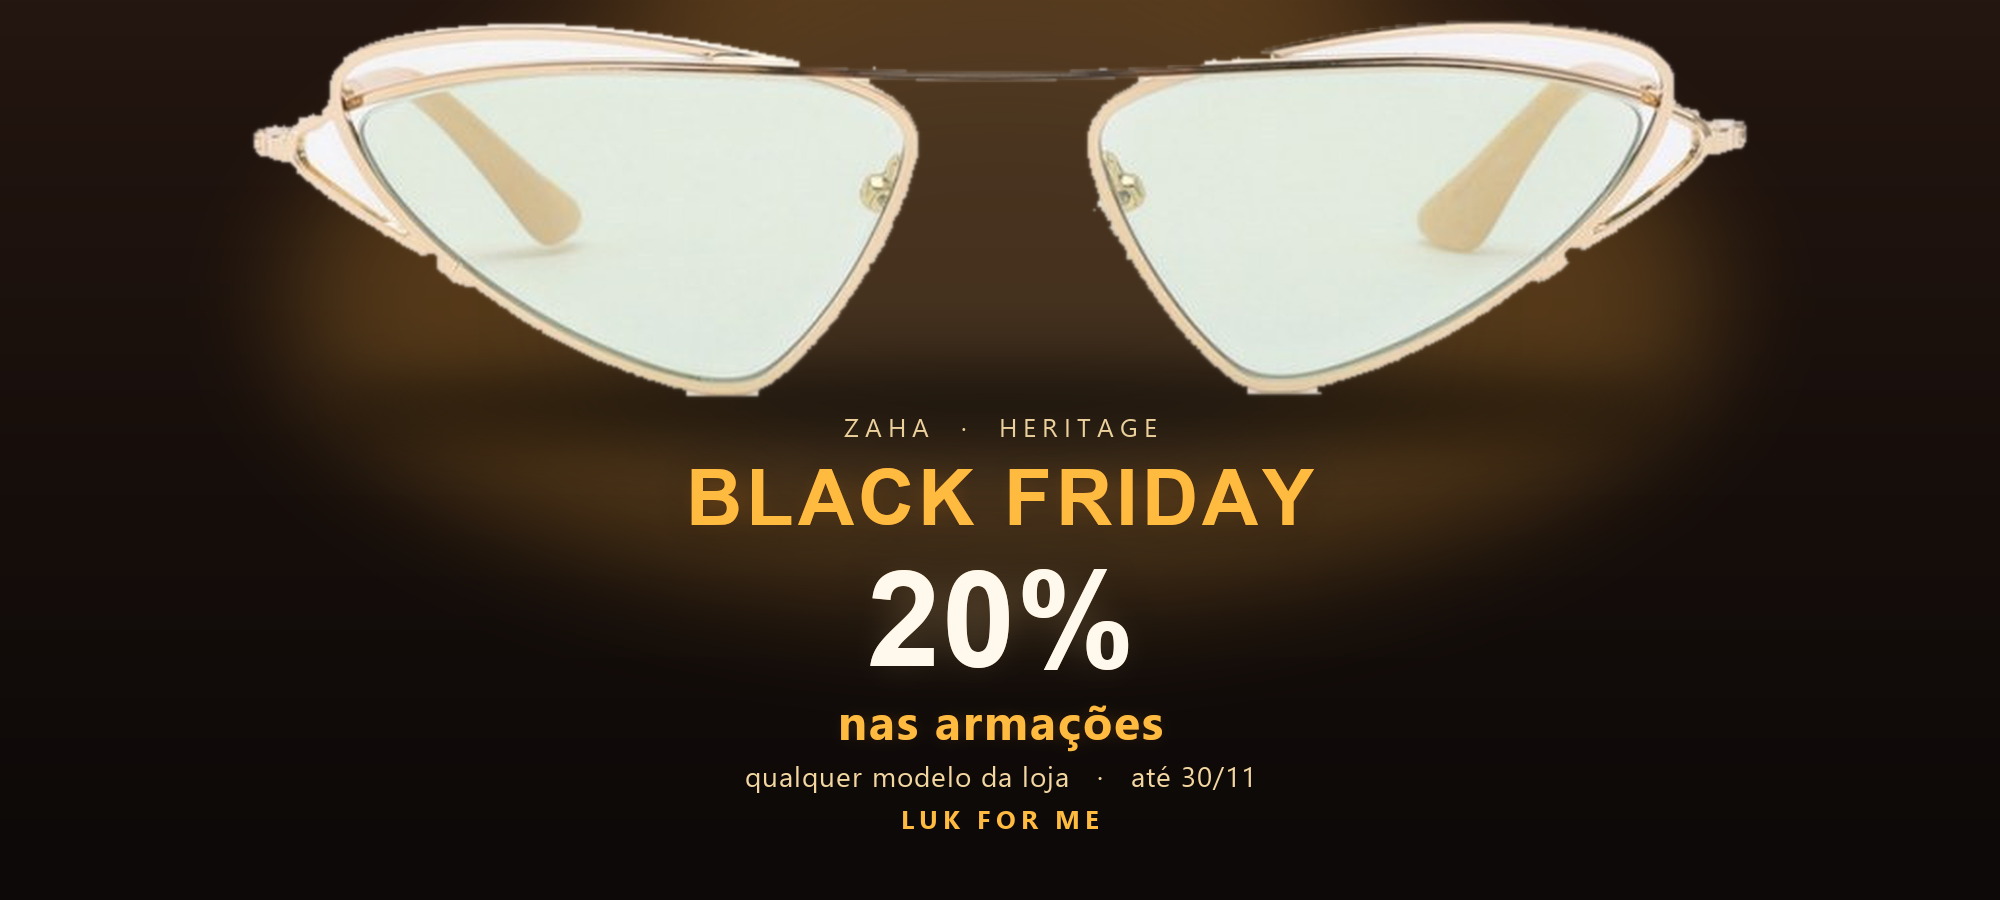 ZAHA · HERITAGE
BLACK FRIDAY
20%
nas armações
qualquer modelo da loja · até 30/11
LUK FOR ME